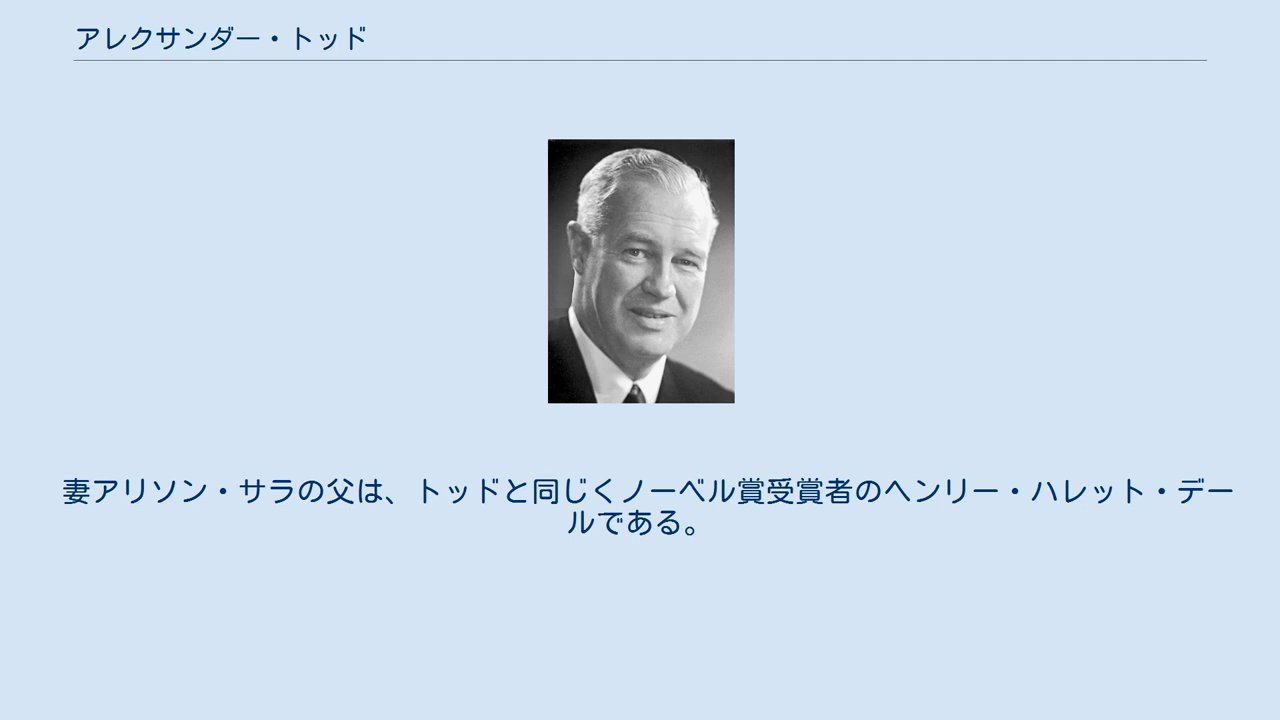 アレクサンダー・トッド
妻アリソン・サラの父は、トッドと同じくノーベル賞受賞者のヘンリー・ハレット・デー
ルである。